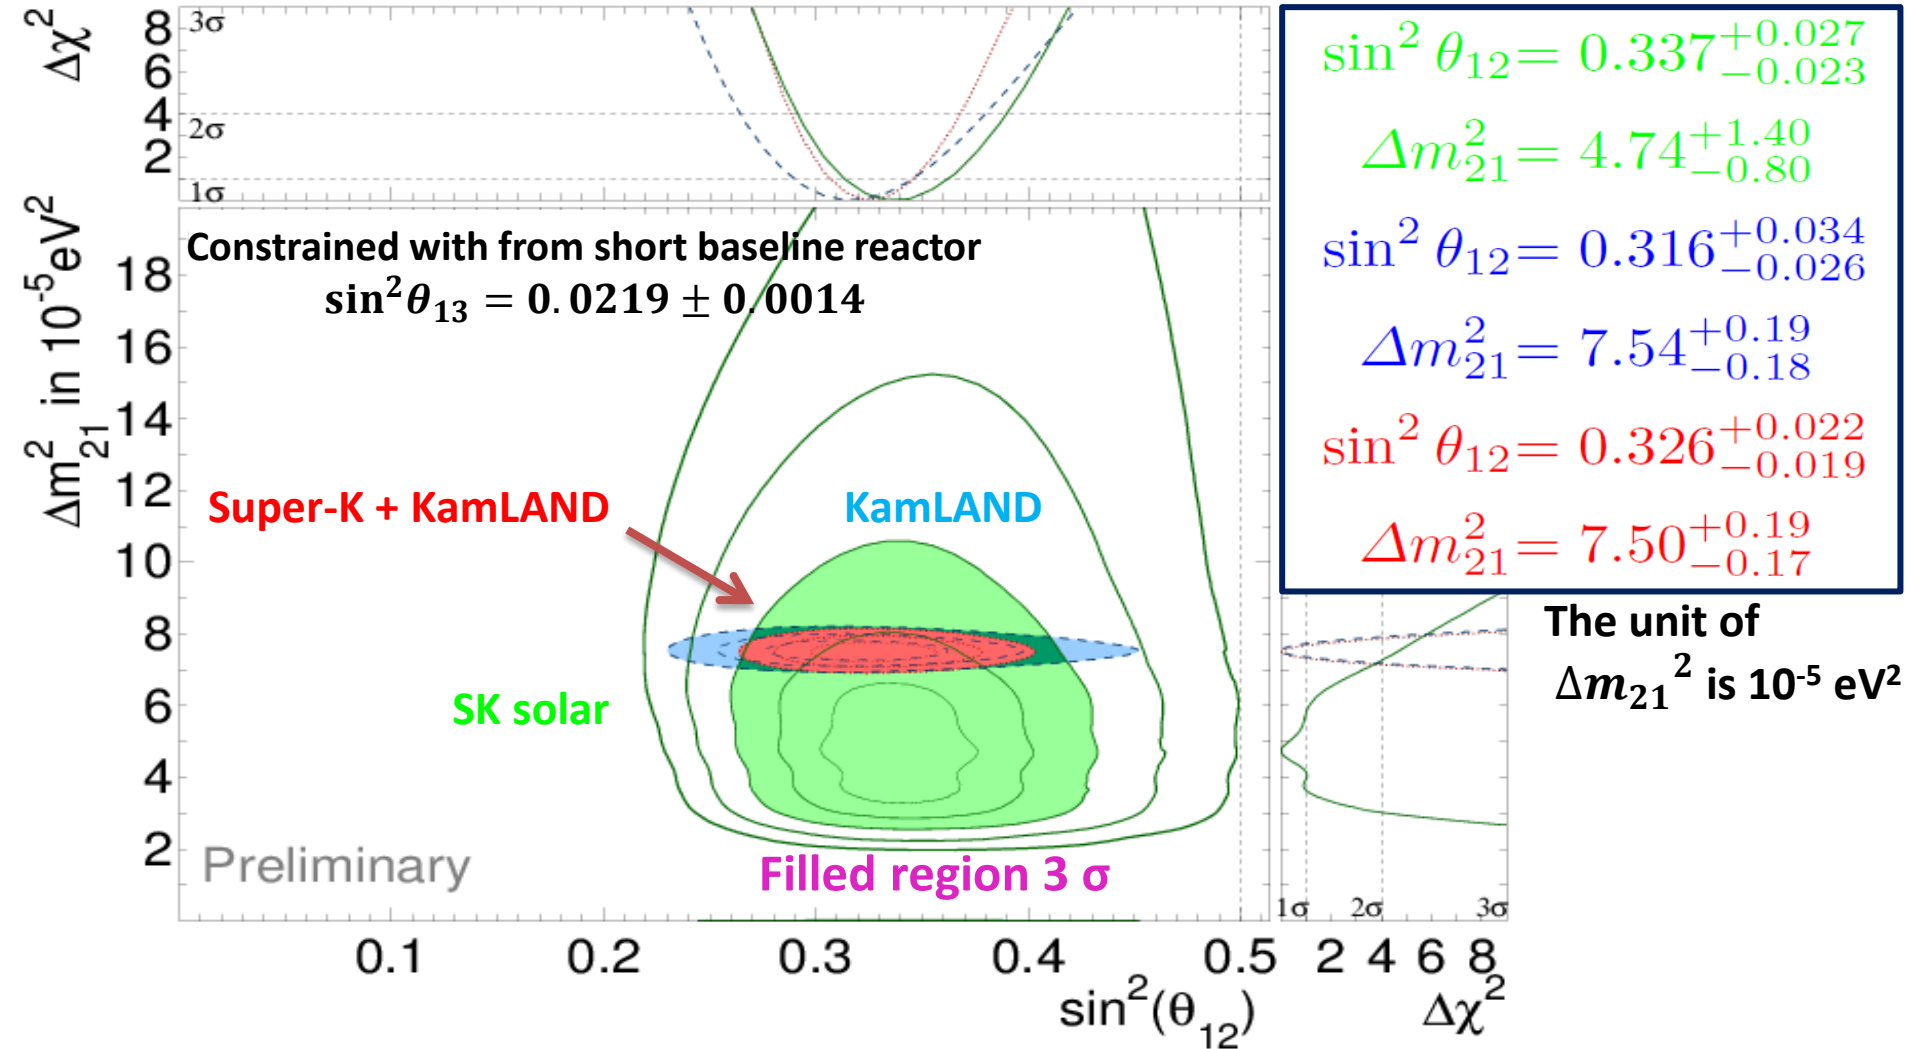 Δχ²
8
6
4
2
3σ
2σ
1σ
sin² θ₁₂= 0.337 +0.027 −0.023
Δm²₂₁= 4.74 +1.40 −0.80
sin² θ₁₂= 0.316 +0.034 −0.026
Δm²₂₁= 7.54 +0.19 −0.18
sin² θ₁₂= 0.326 +0.022 −0.019
Δm²₂₁= 7.50 +0.19 −0.17
The unit of
Δm₂₁² is 10⁻⁵ eV²
Constrained with from short baseline reactor
sin²θ₁₃ = 0.0219 ± 0.0014
Δm²₂₁ in 10⁻⁵eV²
18
16
14
12
10
8
6
4
2
Super-K + KamLAND
KamLAND
SK solar
Preliminary
Filled region 3 σ
1σ 2σ 3σ
0.1 0.2 0.3 0.4 0.5
2 4 6 8
sin²(θ₁₂)
Δχ²